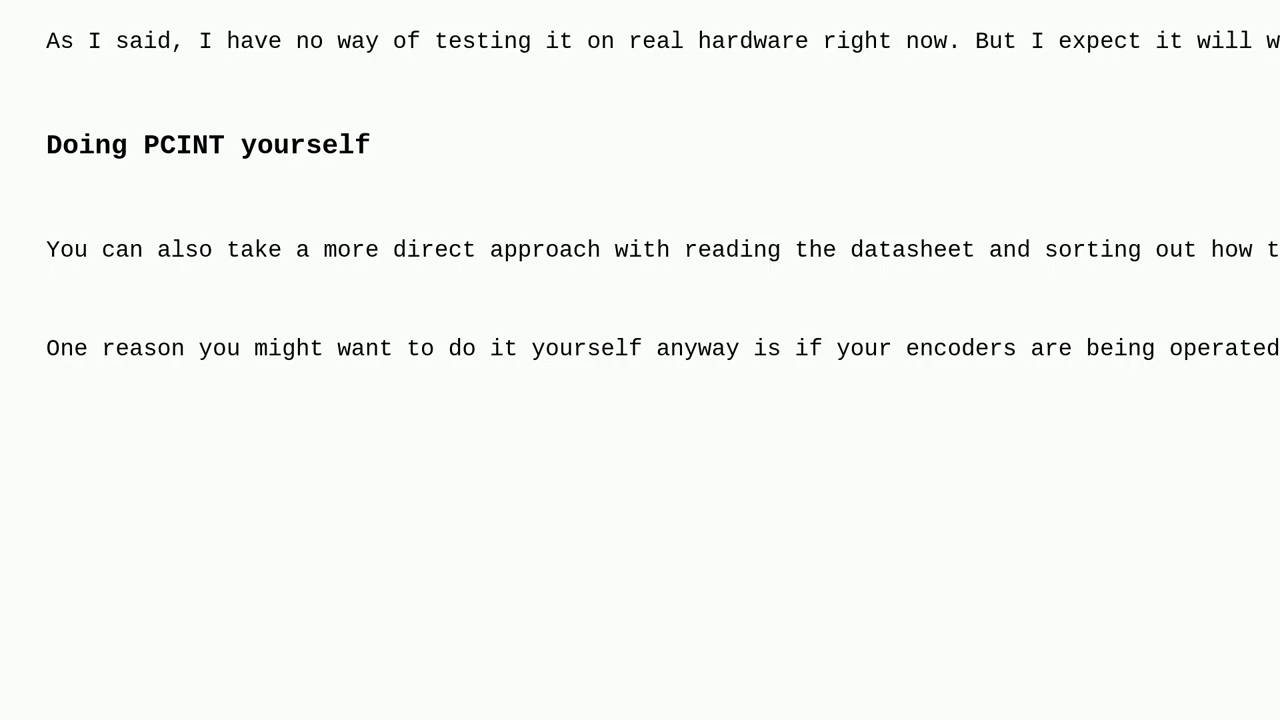 As I said, I have no way of testing it on real hardware right now. But I expect it will
Doing PCINT yourself
You can also take a more direct approach with reading the datasheet and sorting out how
One reason you might want to do it yourself anyway is if your encoders are being operated